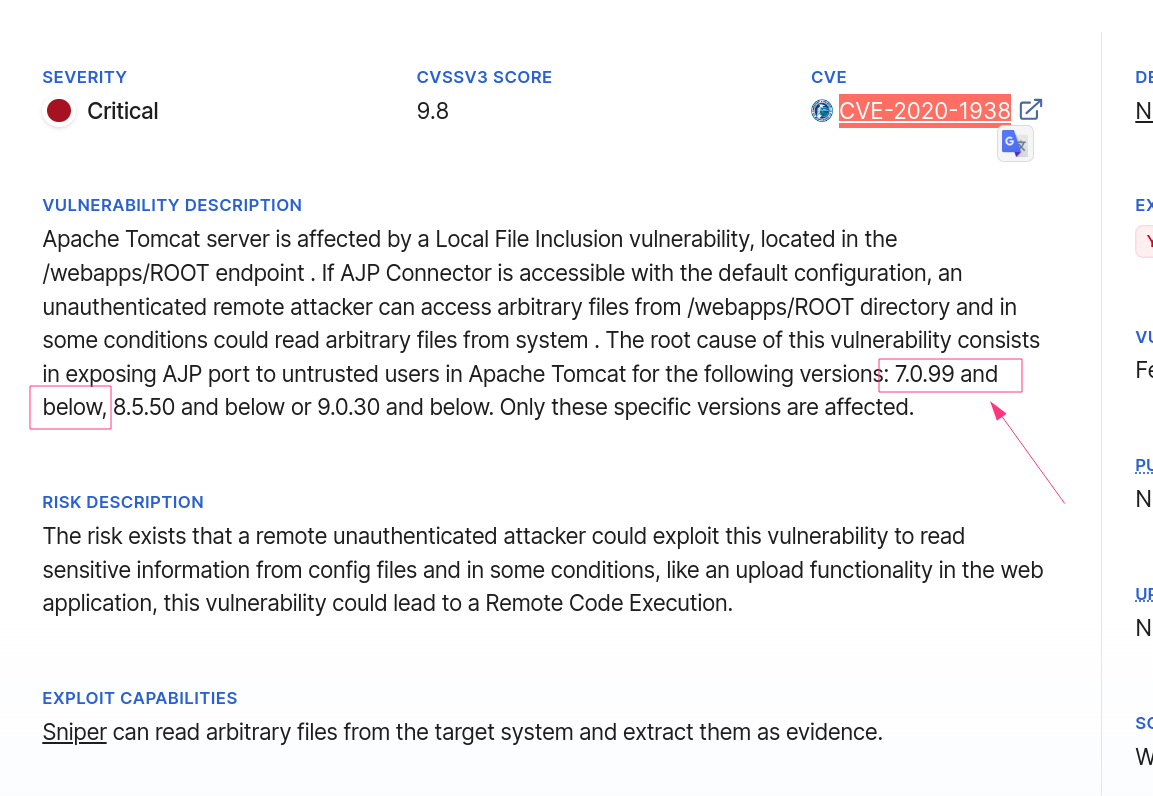 SEVERITY CVSSV3 SCORE CVE DE
Critical 9.8 CVE-2020-1938 N
G
VULNERABILITY DESCRIPTION EX
Apache Tomcat server is affected by a Local File Inclusion vulnerability, located in the Y
/webapps/ROOT endpoint . If AJP Connector is accessible with the default configuration, an
unauthenticated remote attacker can access arbitrary files from /webapps/ROOT directory and in
some conditions could read arbitrary files from system . The root cause of this vulnerability consists VU
in exposing AJP port to untrusted users in Apache Tomcat for the following versions: 7.0.99 and Fe
below, 8.5.50 and below or 9.0.30 and below. Only these specific versions are affected.
PU
RISK DESCRIPTION N
The risk exists that a remote unauthenticated attacker could exploit this vulnerability to read
sensitive information from config files and in some conditions, like an upload functionality in the web UP
application, this vulnerability could lead to a Remote Code Execution. N
EXPLOIT CAPABILITIES SO
Sniper can read arbitrary files from the target system and extract them as evidence. W